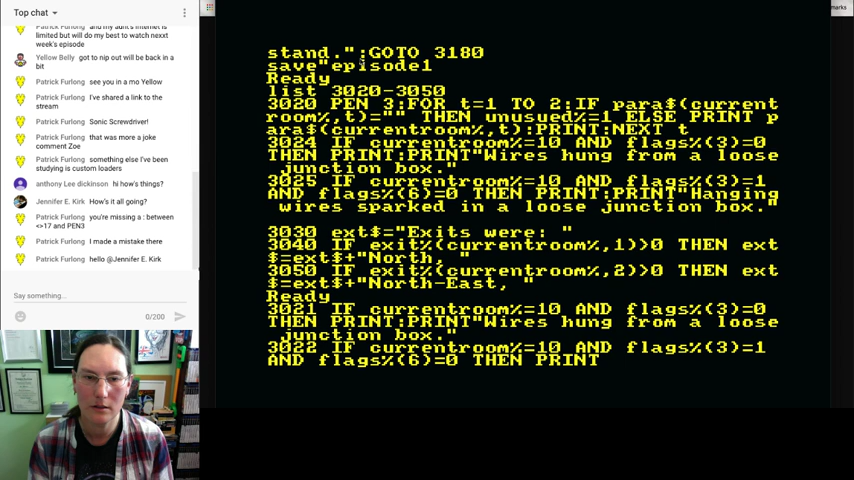 Top chat
Patrick Furlong and my aunt's internet is
limited but will do my best to watch nexxt
week's episode
Yellow Belly got to nip out will be back in a
bit
Patrick Furlong see you in a mo Yellow
Patrick Furlong I've shared a link to the
stream
Patrick Furlong Sonic Screwdriver!
Patrick Furlong that was more a joke
comment Zoe
Patrick Furlong something else I've been
studying is custom loaders
anthony Lee dickinson hi how's things?
Jennifer E. Kirk How's it all going?
Patrick Furlong you're missing a : between
<>17 and PEN3
Patrick Furlong I made a mistake there
Patrick Furlong hello @Jennifer E. Kirk
Say something...
0/200
marks
stand.":GOTO 3180
save"episode1
Ready
list 3020-3050
3020 PEN 3:FOR t=1 TO 2:IF para$(current
room%,t)="" THEN unusued%=1 ELSE PRINT p
ara$(currentroom%,t):PRINT:NEXT t
3024 IF currentroom%=10 AND flags%(3)=0
THEN PRINT:PRINT"Wires hung from a loose
junction box."
3025 IF currentroom%=10 AND flags%(3)=1
AND flags%(6)=0 THEN PRINT:PRINT"Hanging
wires sparked in a loose junction box."
3030 ext$="Exits were: "
3040 IF exit%(currentroom%,1)>0 THEN ext
$=ext$+"North, "
3050 IF exit%(currentroom%,2)>0 THEN ext
$=ext$+"North-East, "
Ready
3021 IF currentroom%=10 AND flags%(3)=0
THEN PRINT:PRINT"Wires hung from a loose
junction box."
3022 IF currentroom%=10 AND flags%(3)=1
AND flags%(6)=0 THEN PRINT